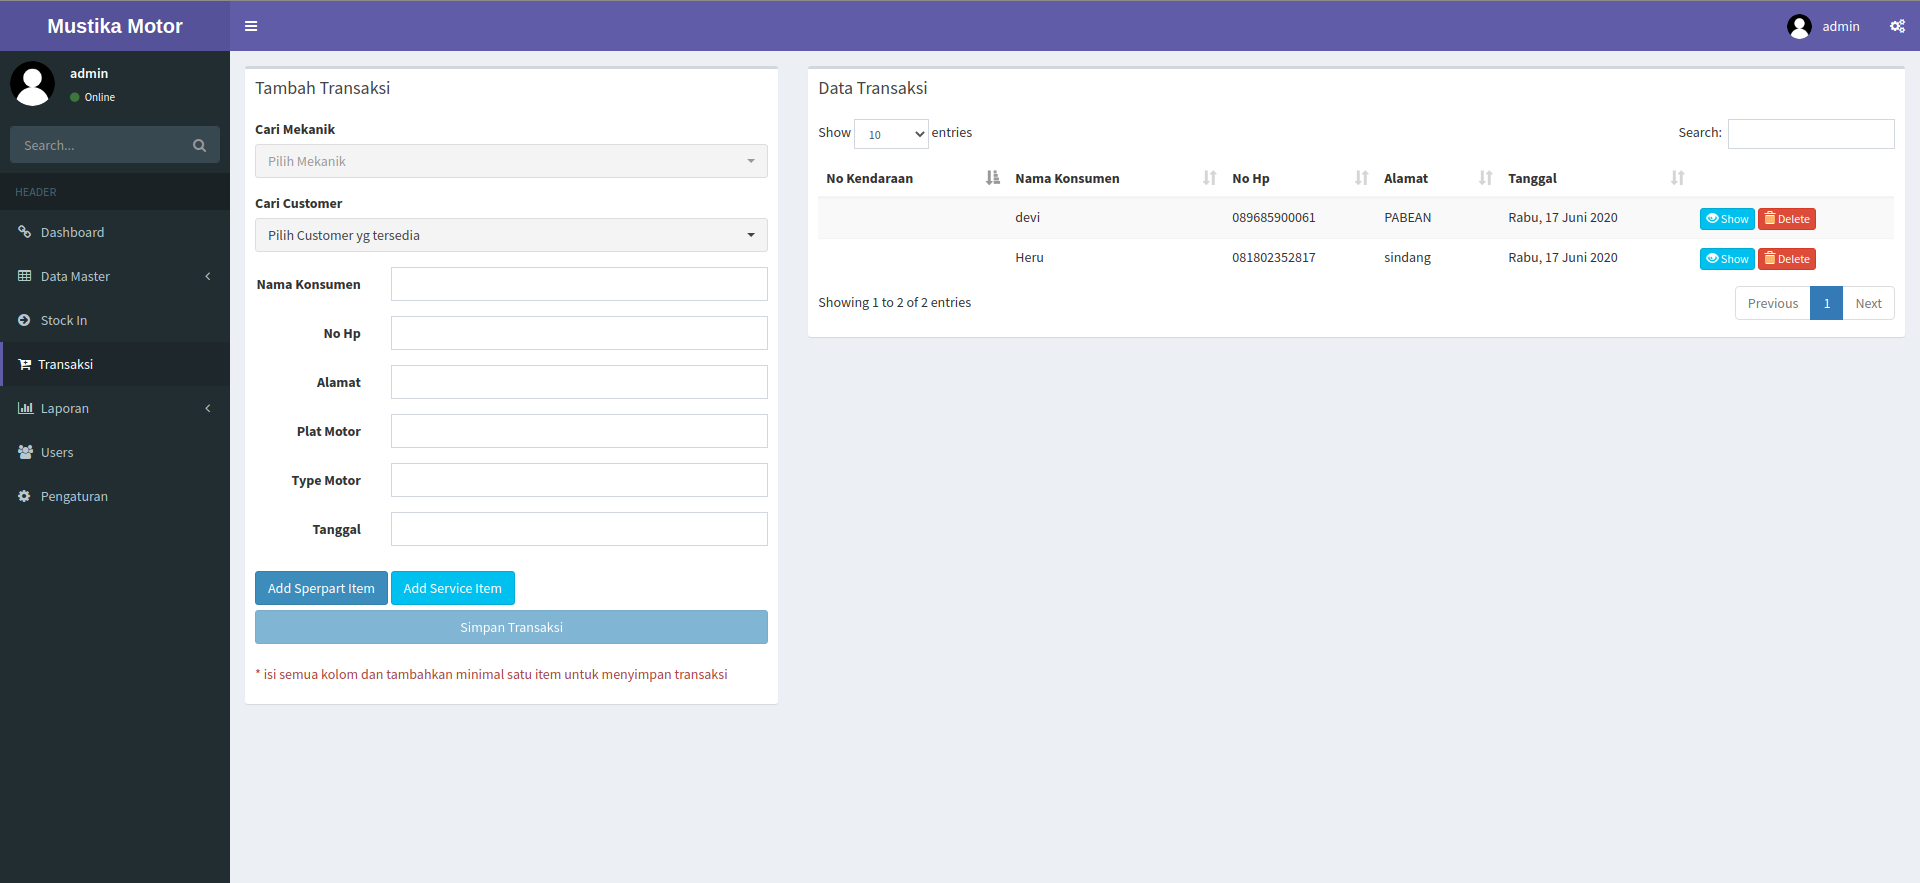 Mustika Motor
admin
admin
Online
Search...
HEADER
Dashboard
Data Master
Stock In
Transaksi
Laporan
Users
Pengaturan
Tambah Transaksi
Cari Mekanik
Pilih Mekanik
Cari Customer
Pilih Customer yg tersedia
Nama Konsumen
No Hp
Alamat
Plat Motor
Type Motor
Tanggal
Add Sperpart Item Add Service Item
Simpan Transaksi
* isi semua kolom dan tambahkan minimal satu item untuk menyimpan transaksi
Data Transaksi
Show 10 entries Search:
No Kendaraan Nama Konsumen No Hp Alamat Tanggal
devi 089685900061 PABEAN Rabu, 17 Juni 2020 Show Delete
Heru 081802352817 sindang Rabu, 17 Juni 2020 Show Delete
Showing 1 to 2 of 2 entries Previous 1 Next